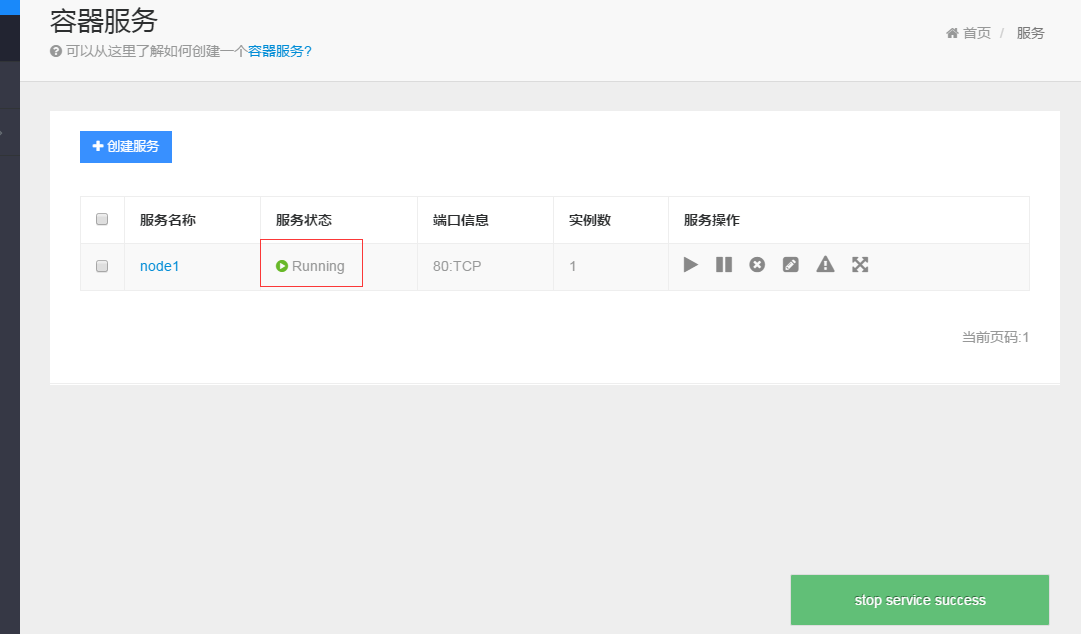 容器服务
可以从这里了解如何创建一个容器服务?
首页 / 服务
创建服务
服务名称 服务状态 端口信息 实例数 服务操作
node1 Running 80:TCP 1
当前页码:1
stop service success